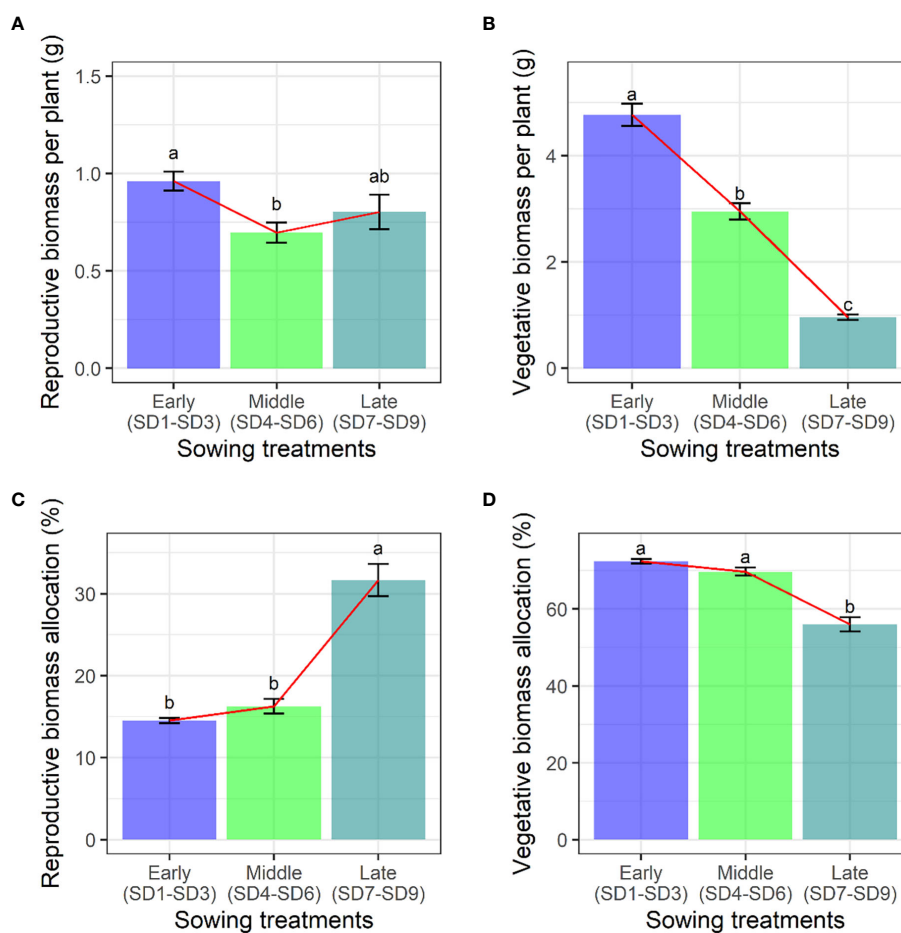 A
Reproductive biomass per plant (g)
1.5
1.0
0.5
0.0
a
b
ab
Early
(SD1-SD3)
Middle
(SD4-SD6)
Late
(SD7-SD9)
Sowing treatments
B
Vegetative biomass per plant (g)
4
2
0
a
b
c
Early
(SD1-SD3)
Middle
(SD4-SD6)
Late
(SD7-SD9)
Sowing treatments
C
Reproductive biomass allocation (%)
30
20
10
0
b
b
a
Early
(SD1-SD3)
Middle
(SD4-SD6)
Late
(SD7-SD9)
Sowing treatments
D
Vegetative biomass allocation (%)
60
40
20
0
a
a
b
Early
(SD1-SD3)
Middle
(SD4-SD6)
Late
(SD7-SD9)
Sowing treatments